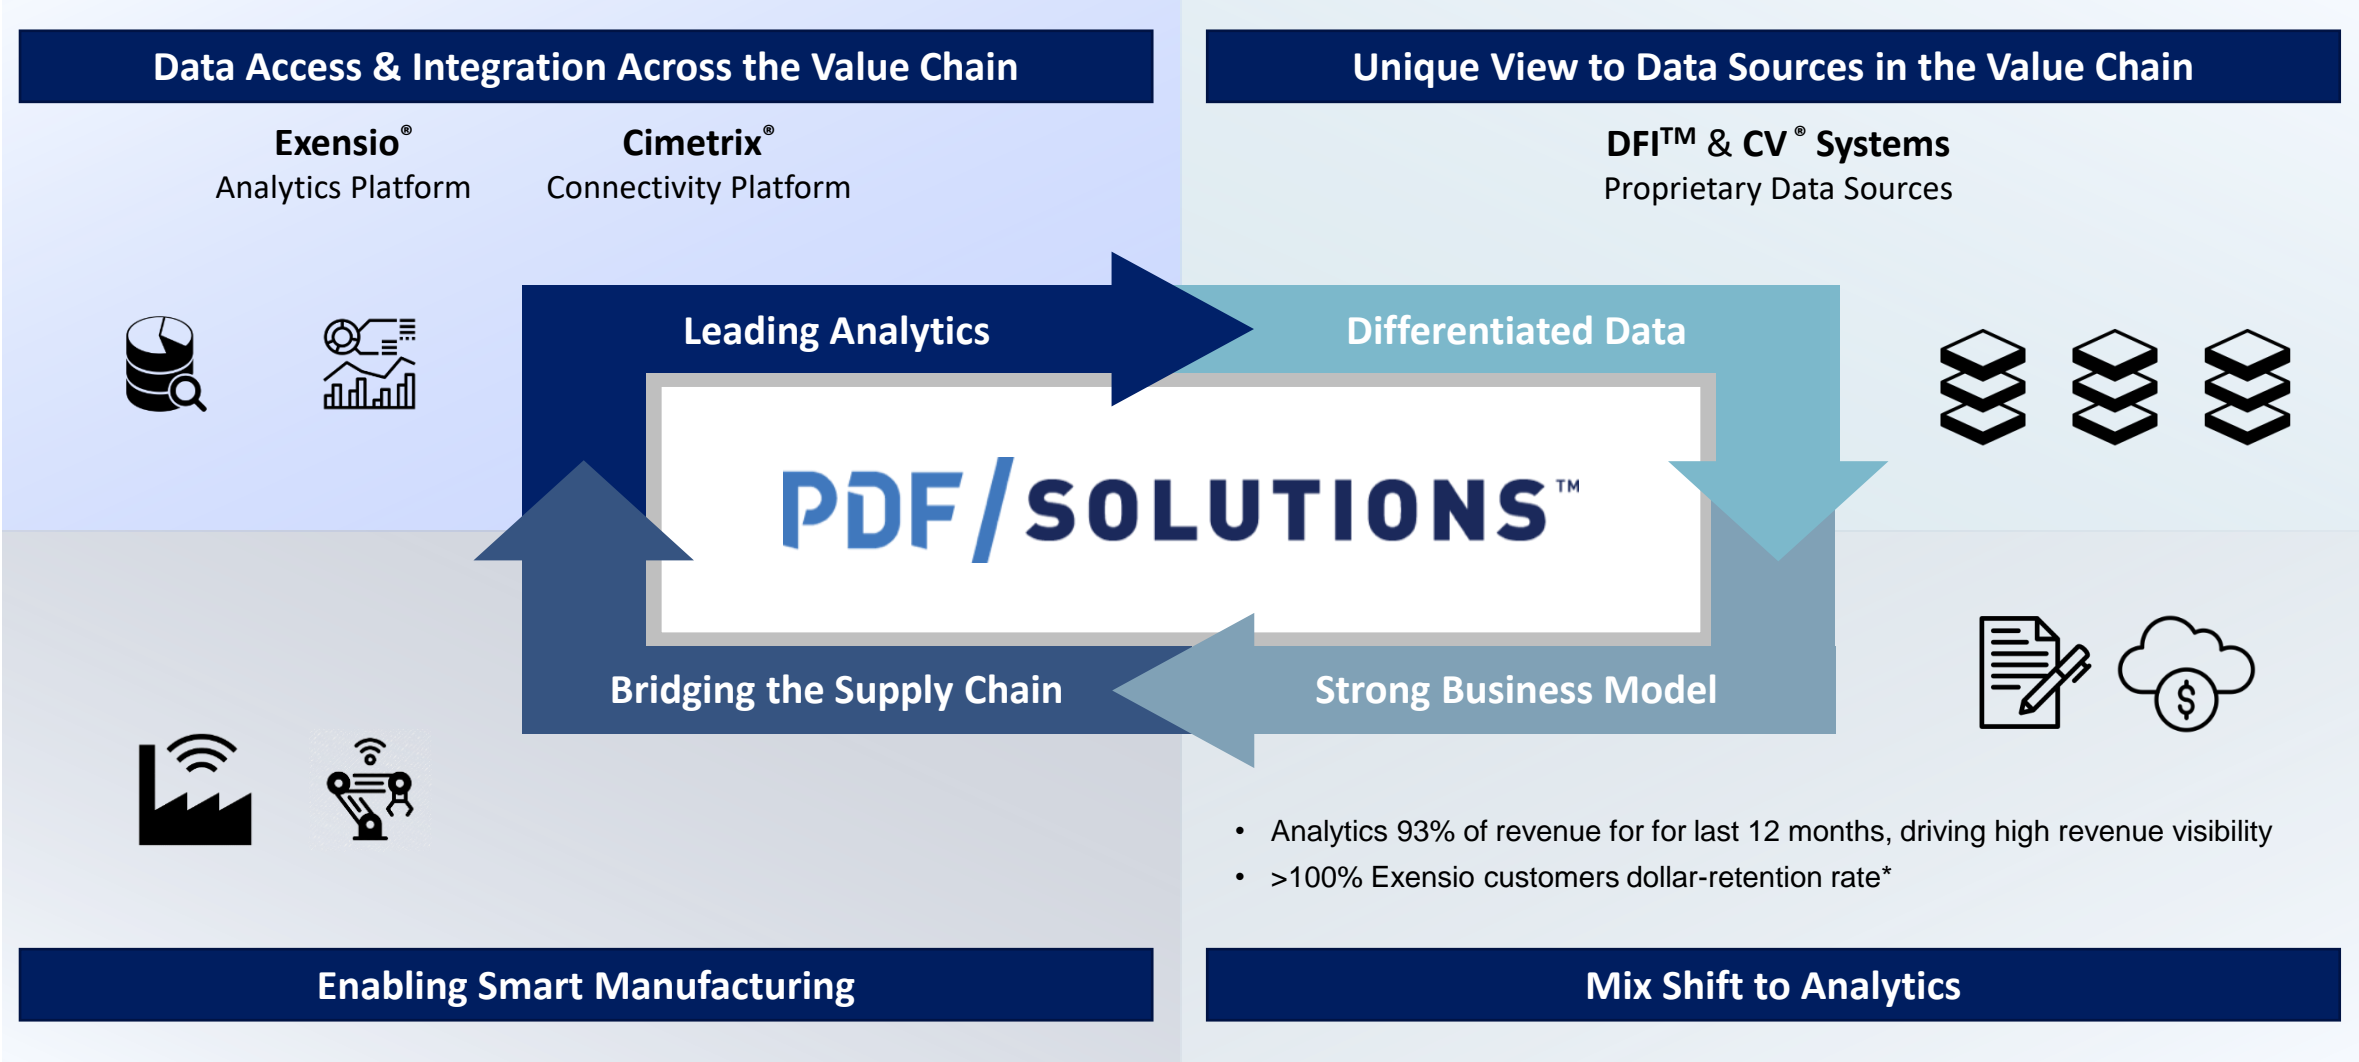 Data Access & Integration Across the Value Chain
Exensio®
Analytics Platform
Cimetrix®
Connectivity Platform
Unique View to Data Sources in the Value Chain
DFI™ & CV® Systems
Proprietary Data Sources
Leading Analytics
Differentiated Data
PDF/SOLUTIONS™
Bridging the Supply Chain
Strong Business Model
$
• Analytics 93% of revenue for for last 12 months, driving high revenue visibility
• >100% Exensio customers dollar-retention rate*
Enabling Smart Manufacturing
Mix Shift to Analytics